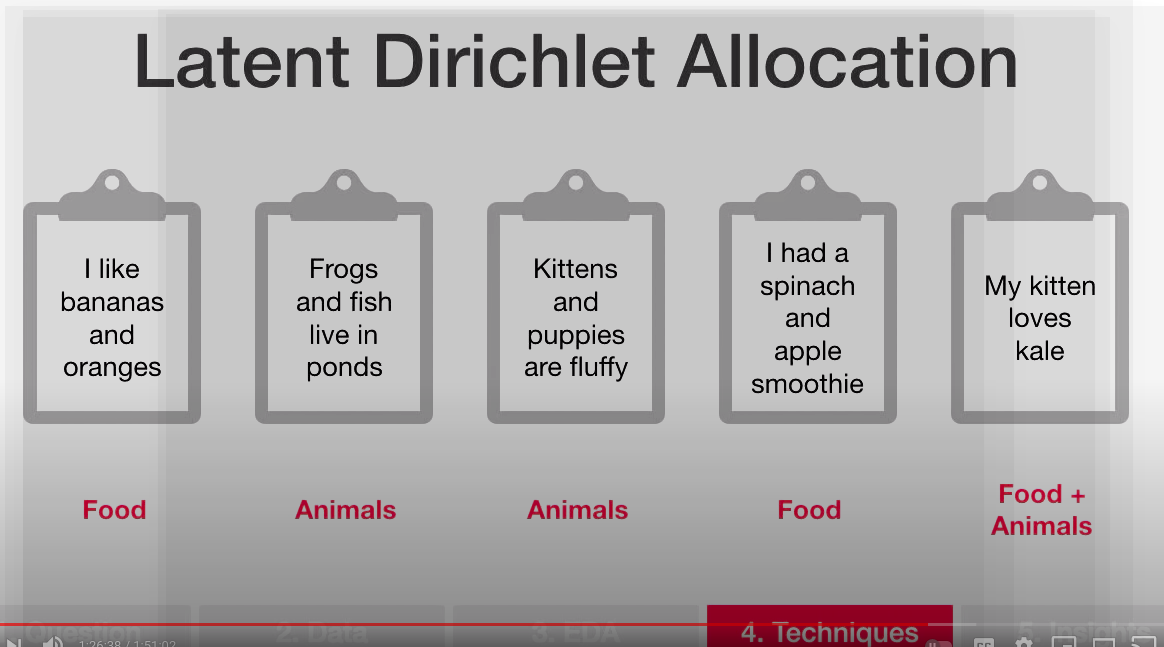 Latent Dirichlet Allocation
I like
bananas
and
oranges
Frogs
and fish
live in
ponds
Kittens
and
puppies
are fluffy
I had a
spinach
and
apple
smoothie
My kitten
loves
kale
Food
Animals
Animals
Food
Food +
Animals
Question
2. Data
3. EDA
4. Techniques
5. Insights
1:26:38 / 1:51:02
CC